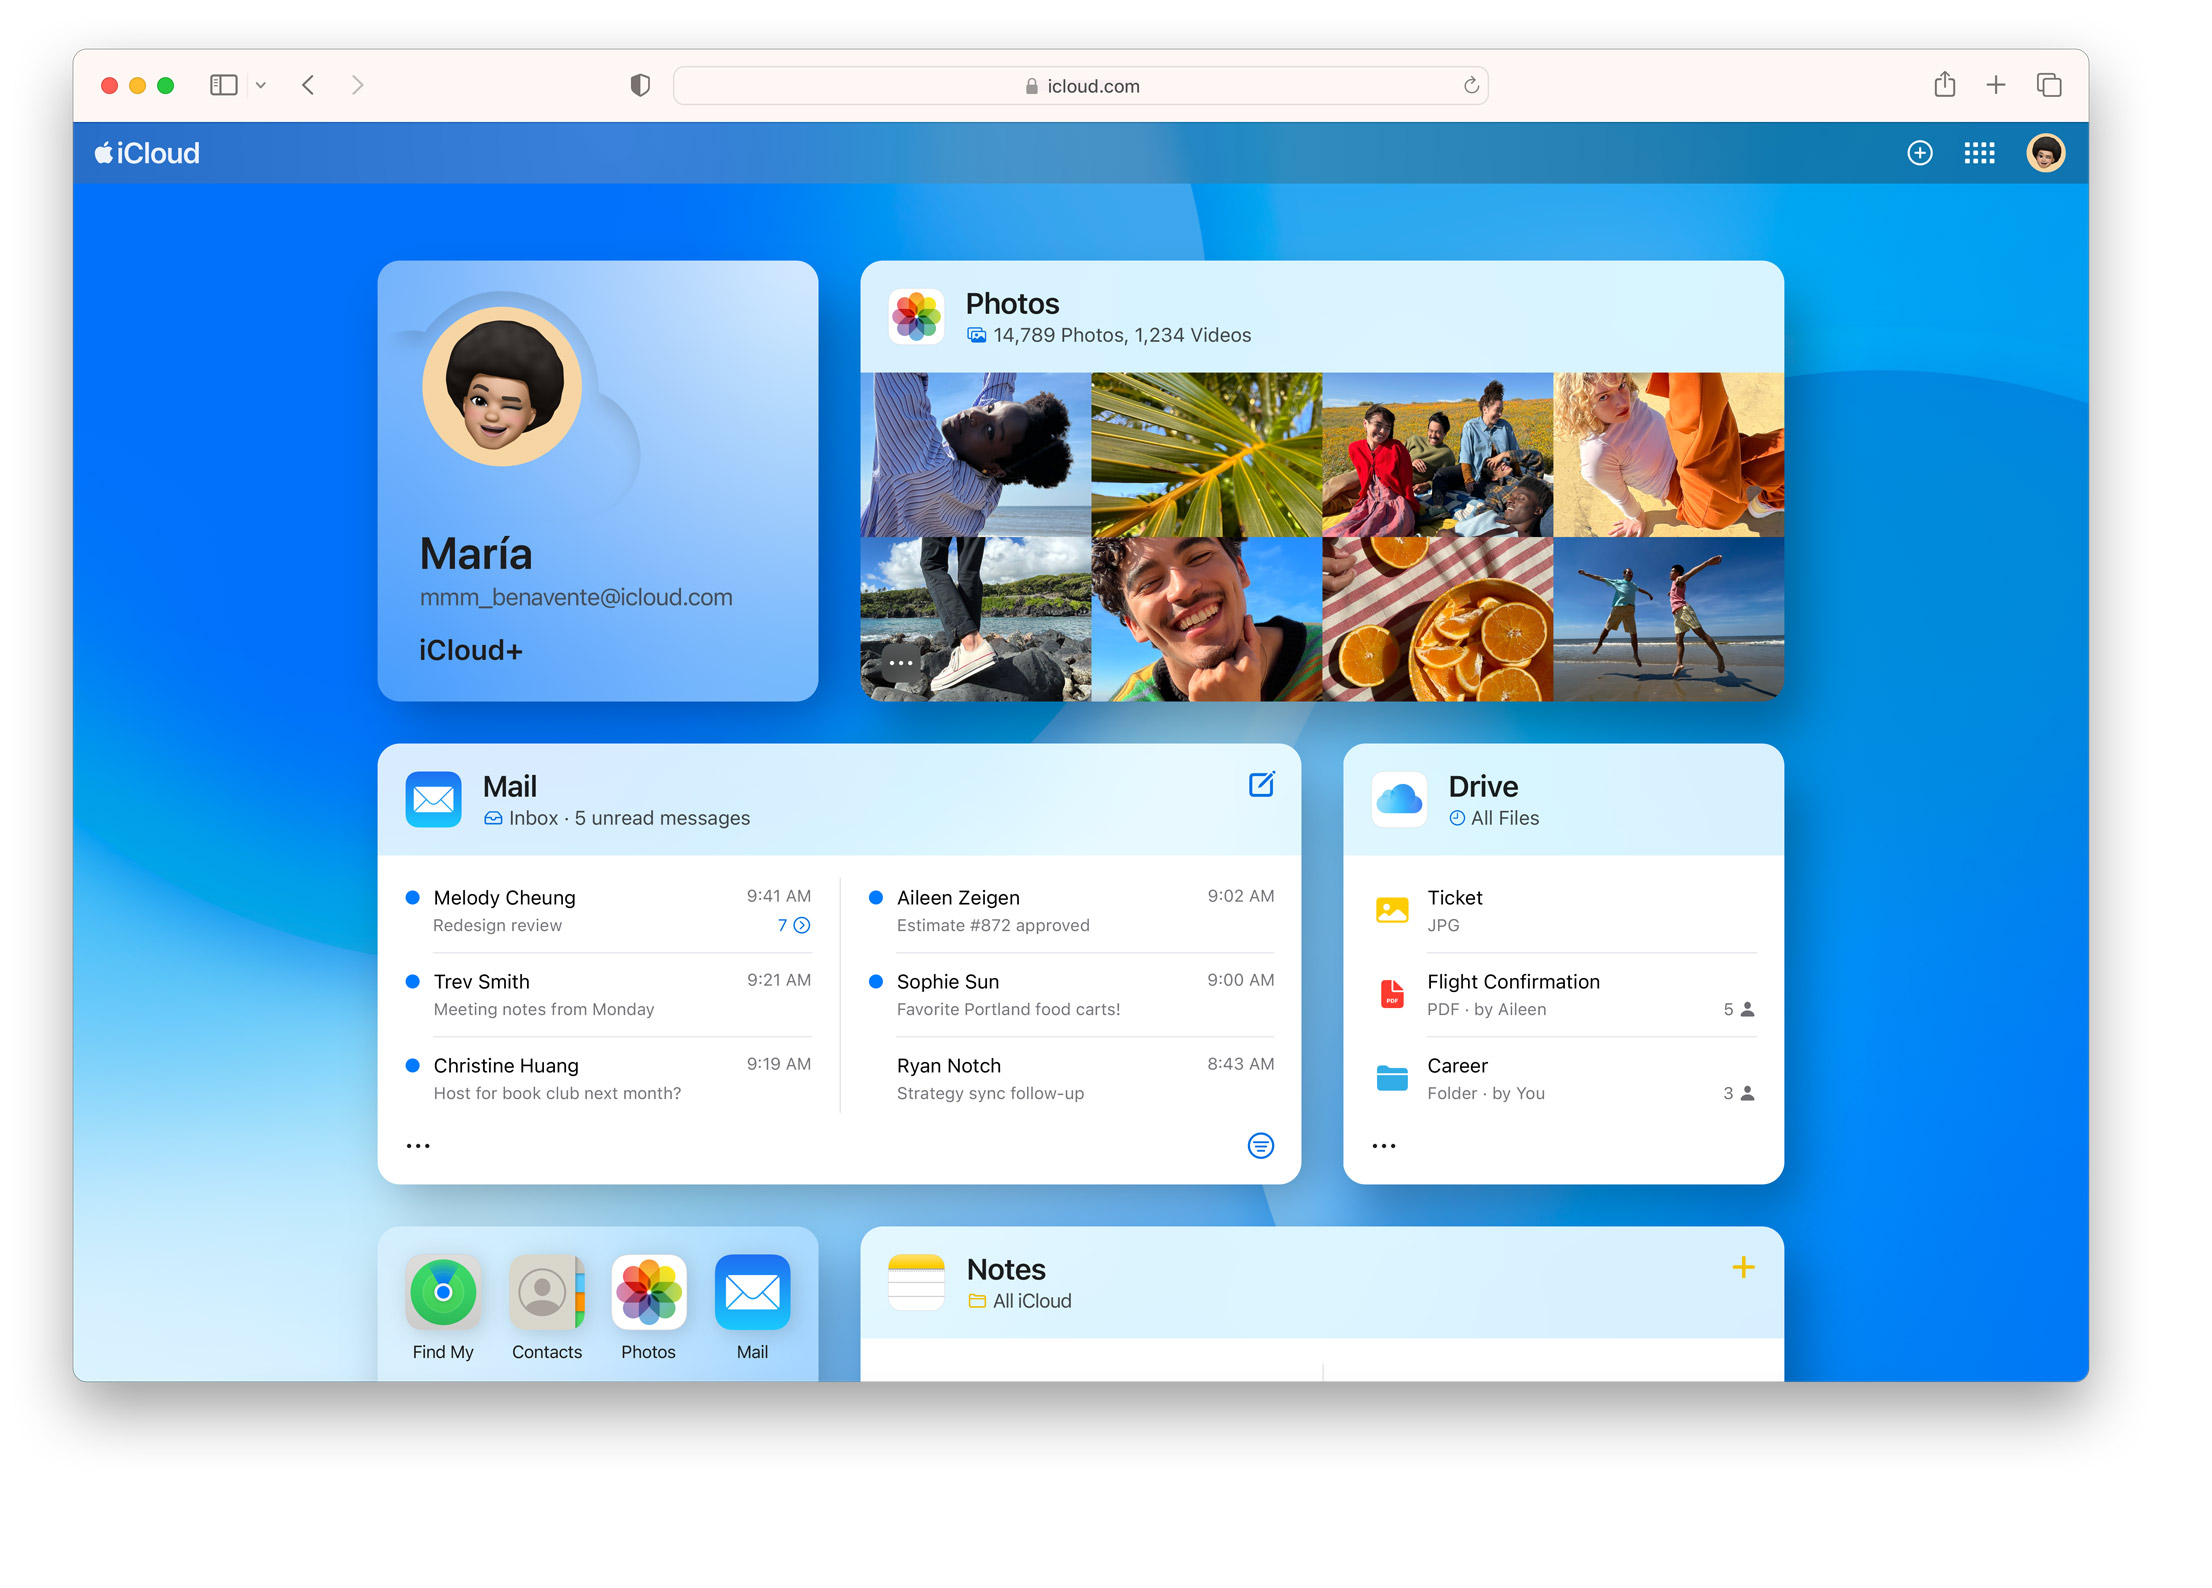 icloud.com
iCloud
María
mmm_benavente@icloud.com
iCloud+
Photos
14,789 Photos, 1,234 Videos
Mail
Inbox · 5 unread messages
Melody Cheung 9:41 AM
Redesign review 7
Trev Smith 9:21 AM
Meeting notes from Monday
Christine Huang 9:19 AM
Host for book club next month?
Aileen Zeigen 9:02 AM
Estimate #872 approved
Sophie Sun 9:00 AM
Favorite Portland food carts!
Ryan Notch 8:43 AM
Strategy sync follow-up
Drive
All Files
Ticket
JPG
PDF
Flight Confirmation
PDF · by Aileen 5
Career
Folder · by You 3
Find My Contacts Photos Mail
Notes
All iCloud